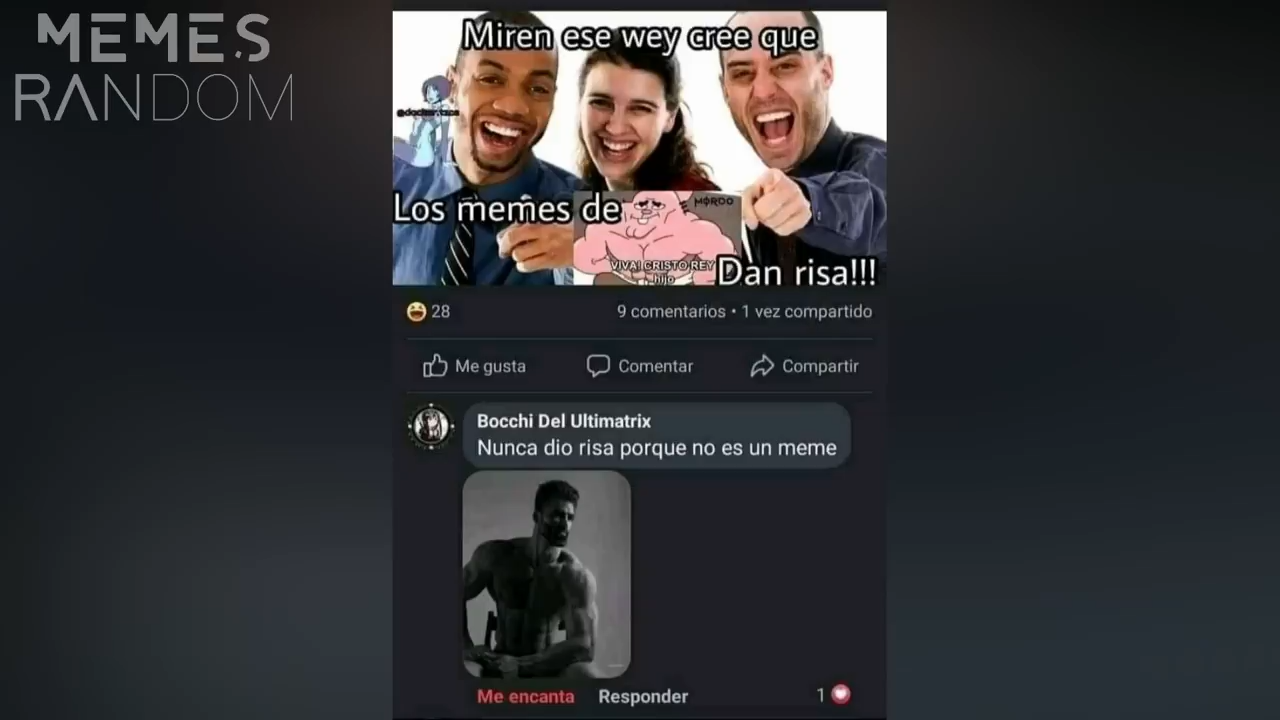 MEMES
RANDOM
Miren ese wey cree que
Los memes de
MØRDO
VIVA! CRISTO REY
hijo
Dan risa!!!
28
9 comentarios • 1 vez compartido
Me gusta
Comentar
Compartir
Bocchi Del Ultimatrix
Nunca dio risa porque no es un meme
Me encanta
Responder
1